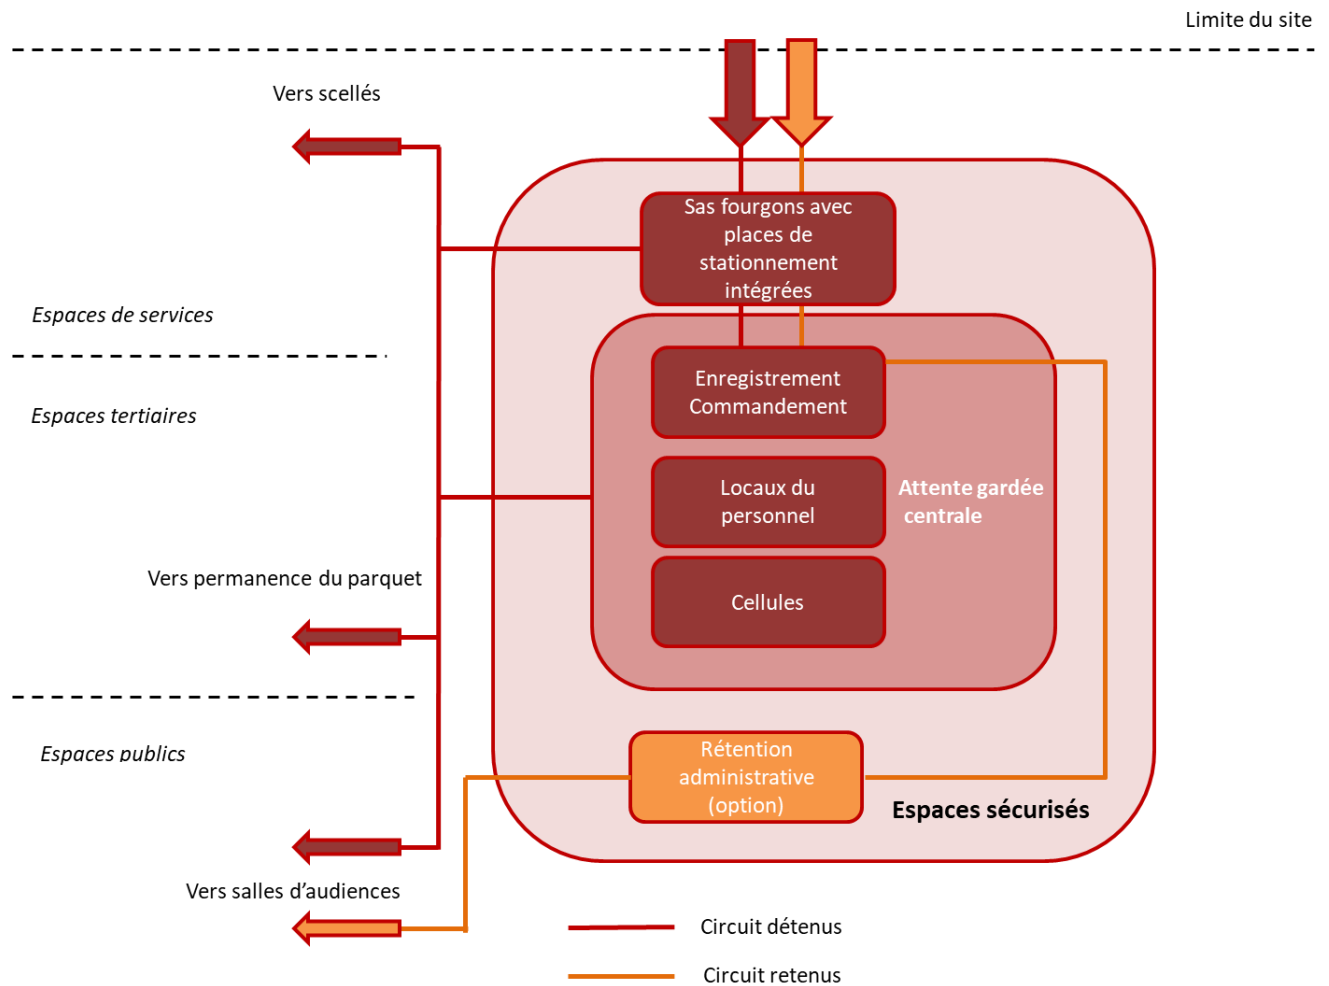 Limite du site
Vers scellés
Sas fourgons avec
places de
stationnement
intégrées
Espaces de services
Enregistrement
Commandement
Espaces tertiaires
Locaux du
personnel
Attente gardée
centrale
Vers permanence du parquet
Cellules
Espaces publics
Rétention
administrative
(option)
Espaces sécurisés
Vers salles d’audiences
Circuit détenus
Circuit retenus